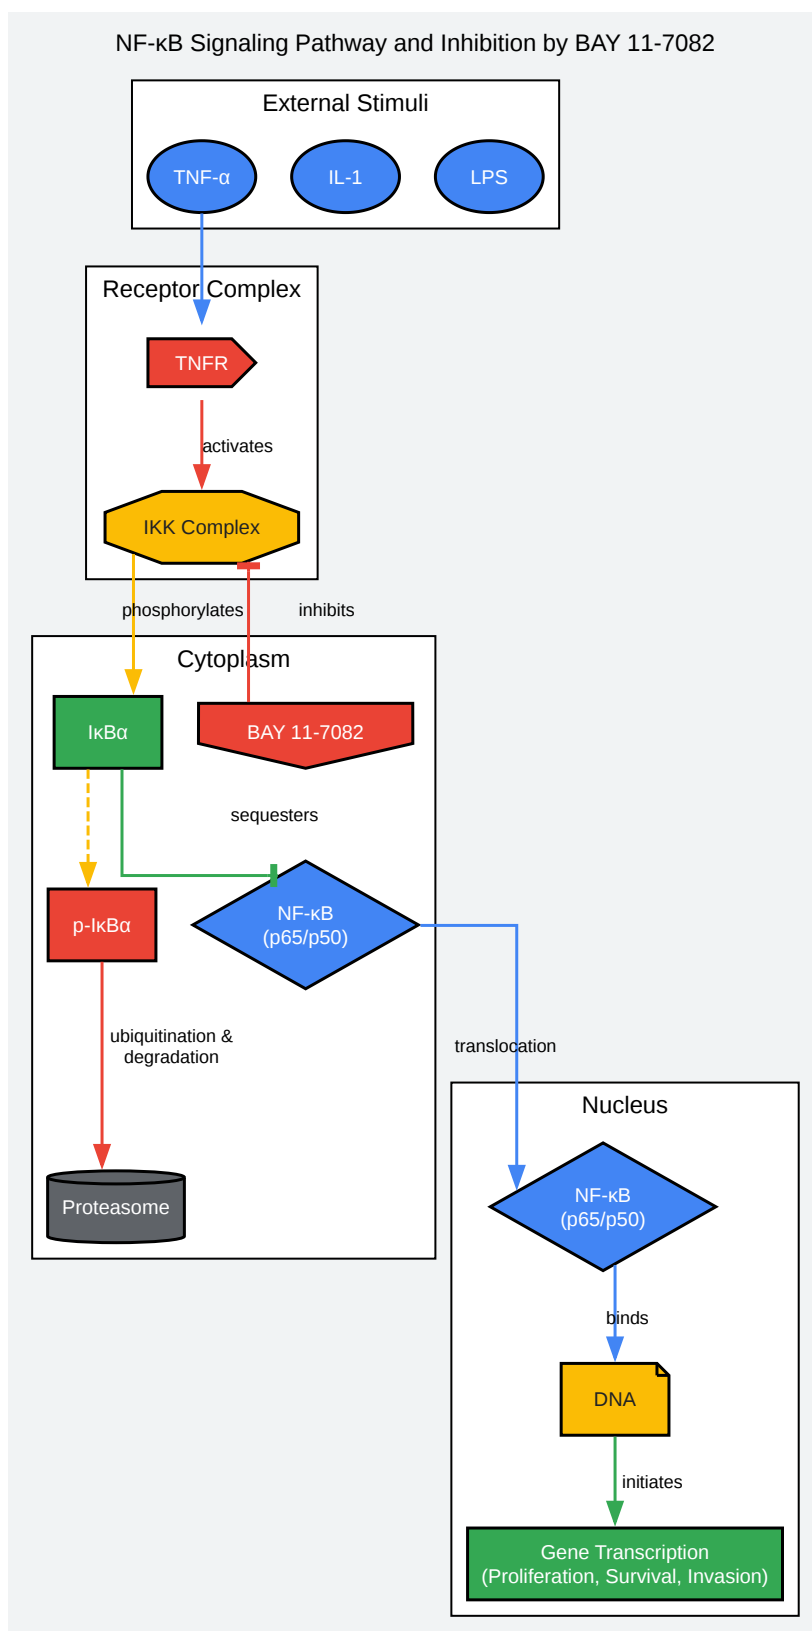 NF-κB Signaling Pathway and Inhibition by BAY 11-7082
External Stimuli
TNF-α
IL-1
LPS
Receptor Complex
TNFR
activates
IKK Complex
phosphorylates
inhibits
Cytoplasm
IκBα
BAY 11-7082
sequesters
p-IκBα
NF-κB
(p65/p50)
ubiquitination &
degradation
translocation
Proteasome
Nucleus
NF-κB
(p65/p50)
binds
DNA
initiates
Gene Transcription
(Proliferation, Survival, Invasion)